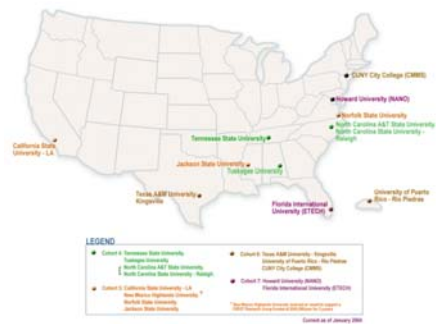 CUNY City College (CMMS)
Howard University (NANO)
Norfolk State University
North Carolina A&T State University,
North Carolina State University -
Raleigh
Tennessee State University
California State
University - LA
Jackson State University
Tuskegee University
Texas A&M University
Kingsville
Florida International
University (ETECH)
University of Puerto
Rico - Rio Piedras
LEGEND
Cohort 4: Tennessee State University,
Tuskegee University
North Carolina A&T State University,
North Carolina State University - Raleigh
Cohort 5: California State University - LA
New Mexico Highlands University,
Norfolk State University
Jackson State University
Cohort 6: Texas A&M University - Kingsville
University of Puerto Rico - Rio Piedras
CUNY City College (CMMS)
Cohort 7: Howard University (NANO)
Florida International University (ETECH)
New Mexico Highlands University
Current as of January 2009